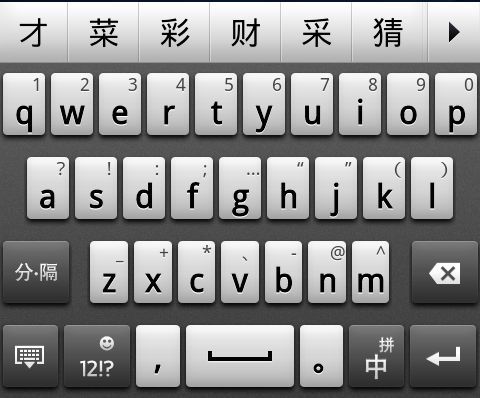 才 菜 彩 财 采 猜
1 2 3 4 5 6 7 8 9 0
q w e r t y u i o p
? ! : ; ... “ ” ( )
a s d f g h j k l
_ + * 、 - @ ^
分·隔 z x c v b n m
拼
12!? , 。 中